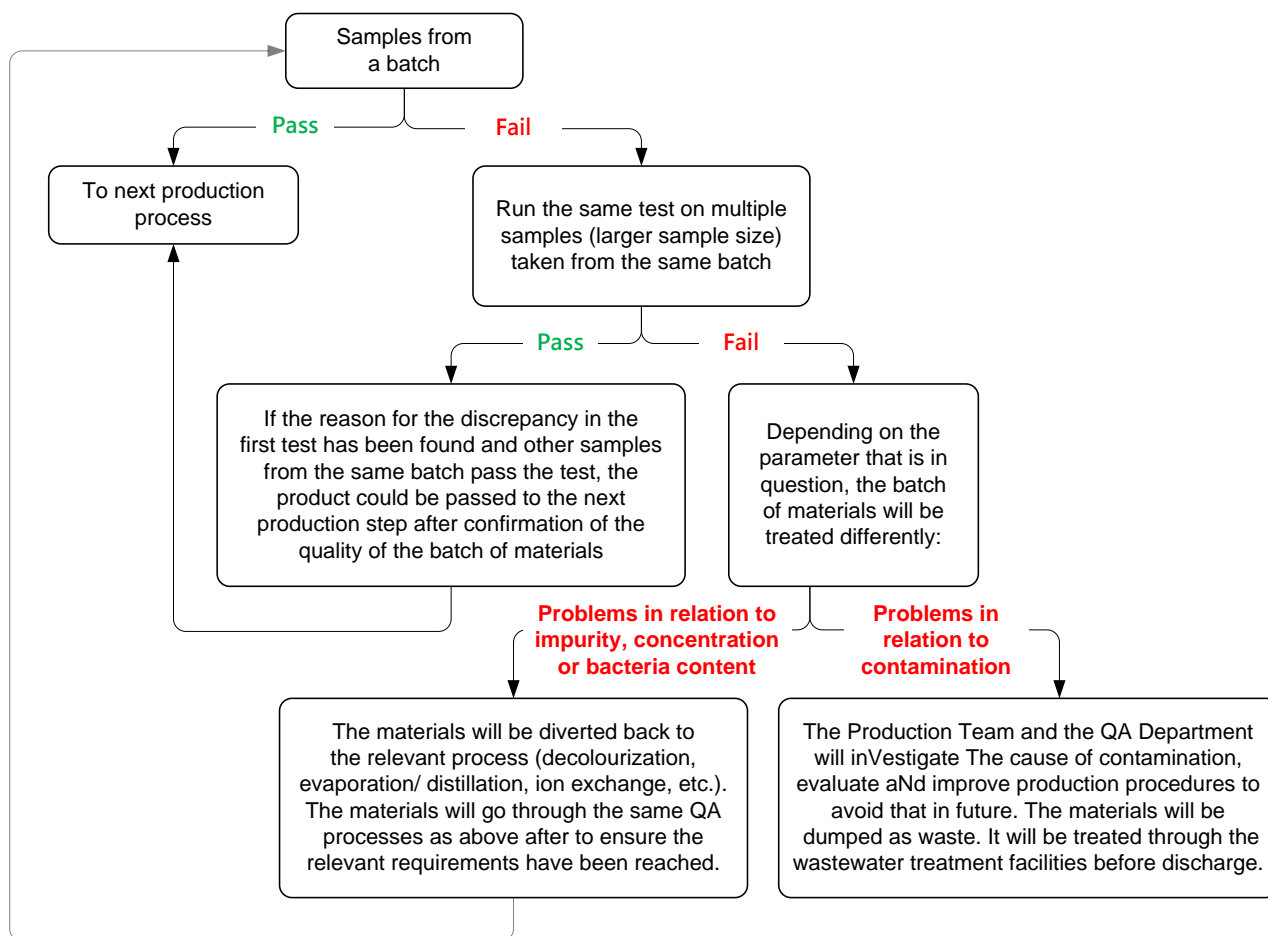 Samples from
a batch
Pass
Fail
To next production
process
Run the same test on multiple
samples (larger sample size)
taken from the same batch
Pass
Fail
If the reason for the discrepancy in the
first test has been found and other samples
from the same batch pass the test, the
product could be passed to the next
production step after confirmation of the
quality of the batch of materials
Depending on the
parameter that is in
question, the batch
of materials will be
treated differently:
Problems in relation to
impurity, concentration
or bacteria content
Problems in
relation to
contamination
The materials will be diverted back to
the relevant process (decolourization,
evaporation/ distillation, ion exchange, etc.).
The materials will go through the same QA
processes as above after to ensure the
relevant requirements have been reached.
The Production Team and the QA Department
will inVestigate The cause of contamination,
evaluate aNd improve production procedures to
avoid that in future. The materials will be
dumped as waste. It will be treated through the
wastewater treatment facilities before discharge.